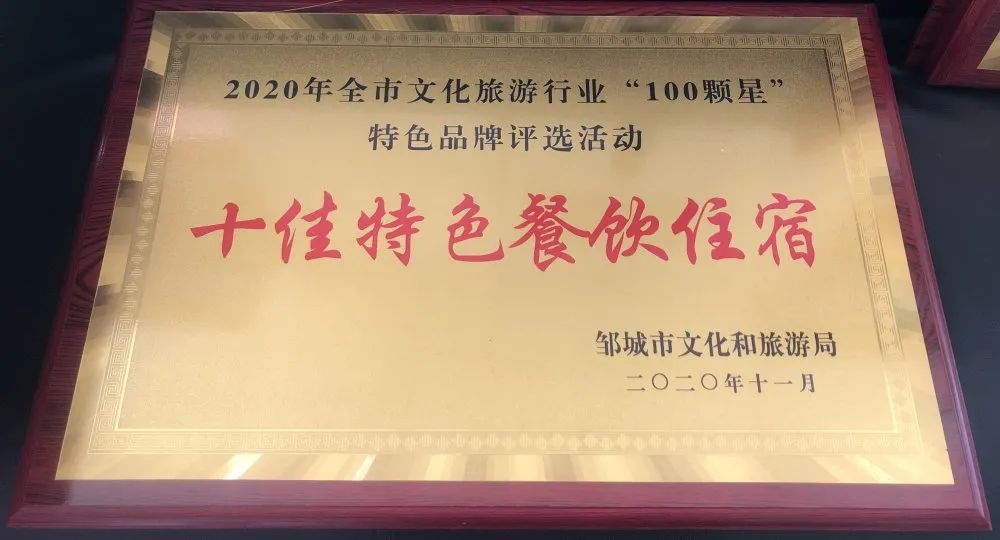 2020年全市文化旅游行业“100颗星”
特色品牌评选活动
十佳特色餐饮住宿
邹城市文化和旅游局
二〇二〇年十一月